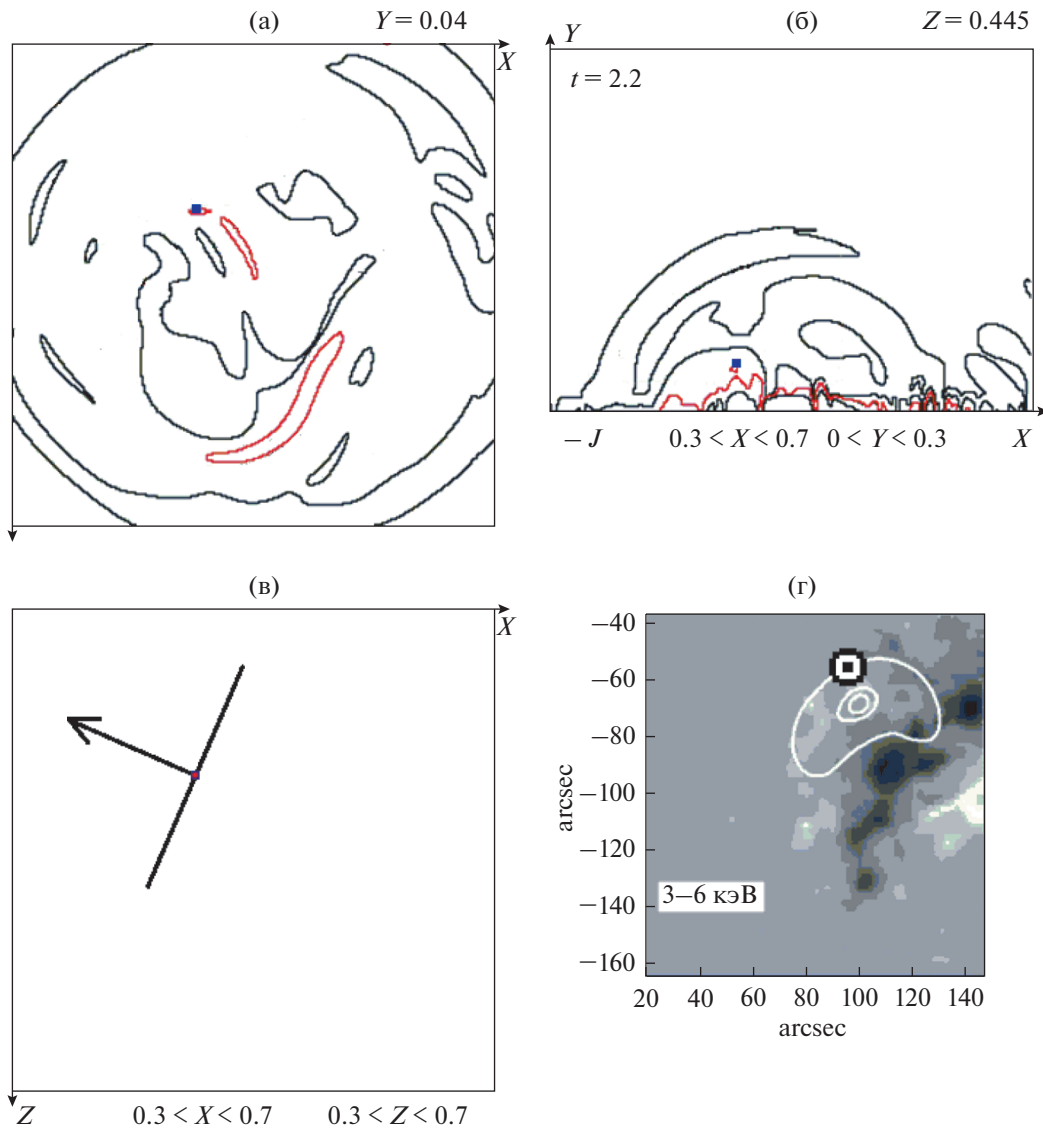 (а) Y = 0.04
X
(б) Z = 0.445
Y
t = 2.2
– J 0.3 < X < 0.7 0 < Y < 0.3 X
(в)
X
Z 0.3 < X < 0.7 0.3 < Z < 0.7
(г)
–40
–60
–80
–100
–120
–140
–160
arcsec
3–6 кэВ
20 40 60 80 100 120 140
arcsec